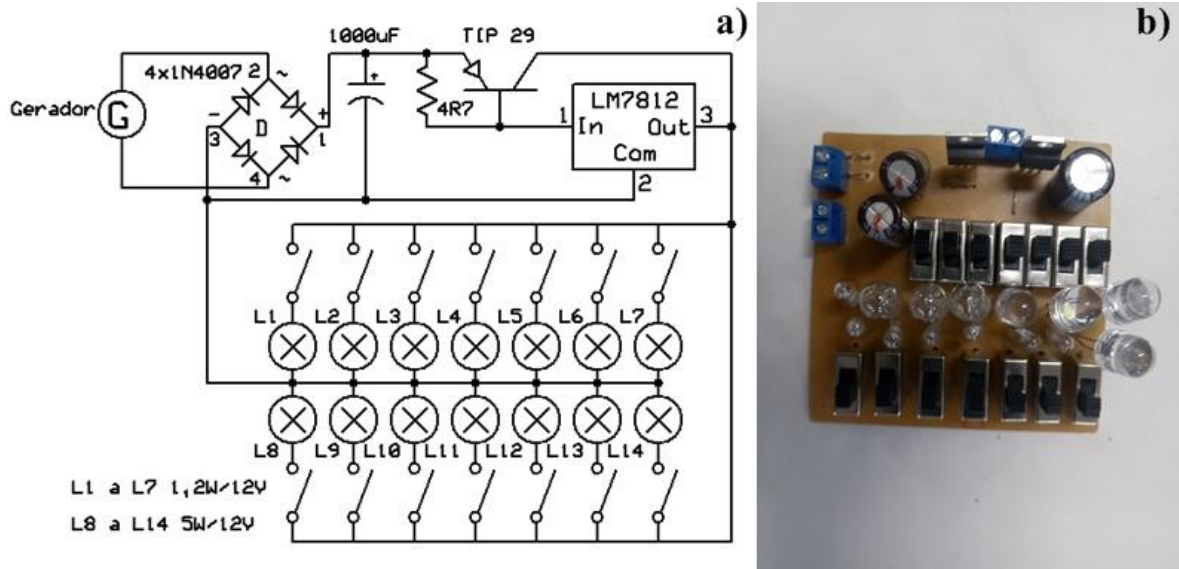 a)
b)
1000uF
TIP 29
4x1N4007
2
~
Gerador
G
-
3
D
+
1
4
~
+
4R7
1
LM7812
In
Out
Com
3
2
L1
L2
L3
L4
L5
L6
L7
L8
L9
L10
L11
L12
L13
L14
L1 a L7 1,2W/12V
L8 a L14 5W/12V